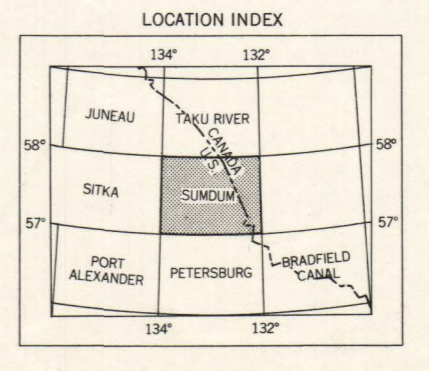 LOCATION INDEX
134° 132°
JUNEAU TAKU RIVER
CANADA
U.S.
58° 58°
SITKA SUMDUM
57° 57°
PORT
ALEXANDER PETERSBURG BRADFIELD
CANAL
134° 132°